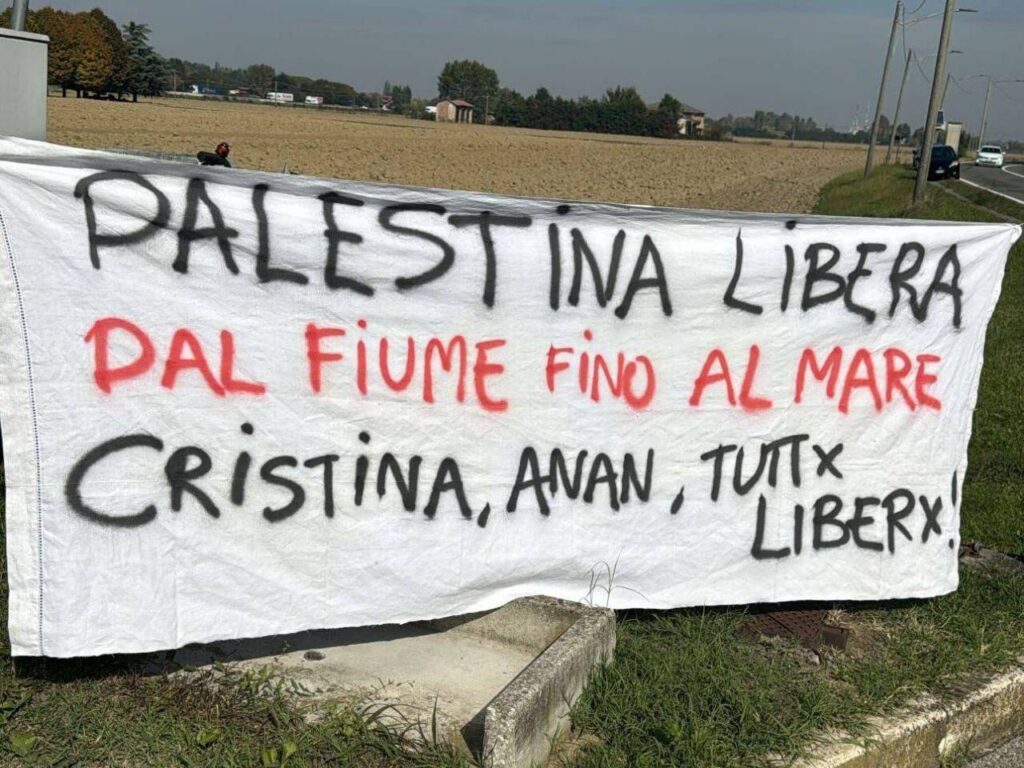 PALESTINA LIBERA
DAL FIUME FINO AL MARE
CRISTINA, ANAN, TUTTX
LIBERX!